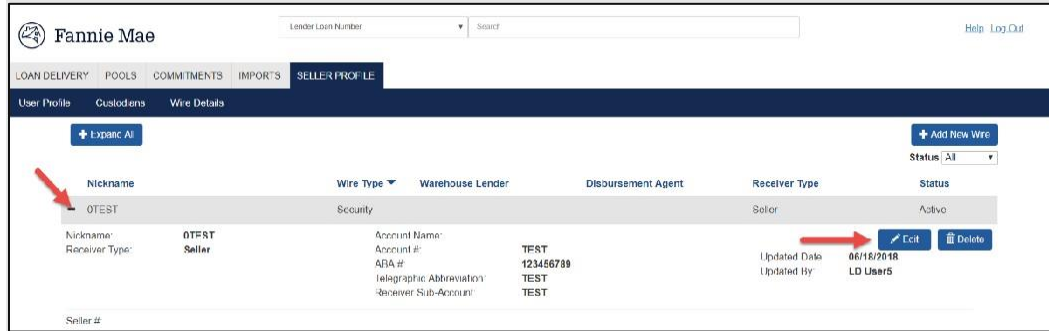 Fannie Mae
Lender Loan Number Search
Help Log Out
LOAN DELIVERY POOLS COMMITMENTS IMPORTS SELLER PROFILE
User Profile Custodians Wire Details
Expand All
Add New Wire
Status All
Nickname Wire Type Warehouse Lender Disbursement Agent Receiver Type Status
0TEST Security Seller Active
Edit Delete
Nickname: 0TEST Account Name:
Receiver Type: Seller Account #: TEST
Updated Date 06/18/2018
ABA # 123456789
Updated By: LD User5
Telegraphic Abbreviation: TEST
Receiver Sub-Account: TEST
Seller #